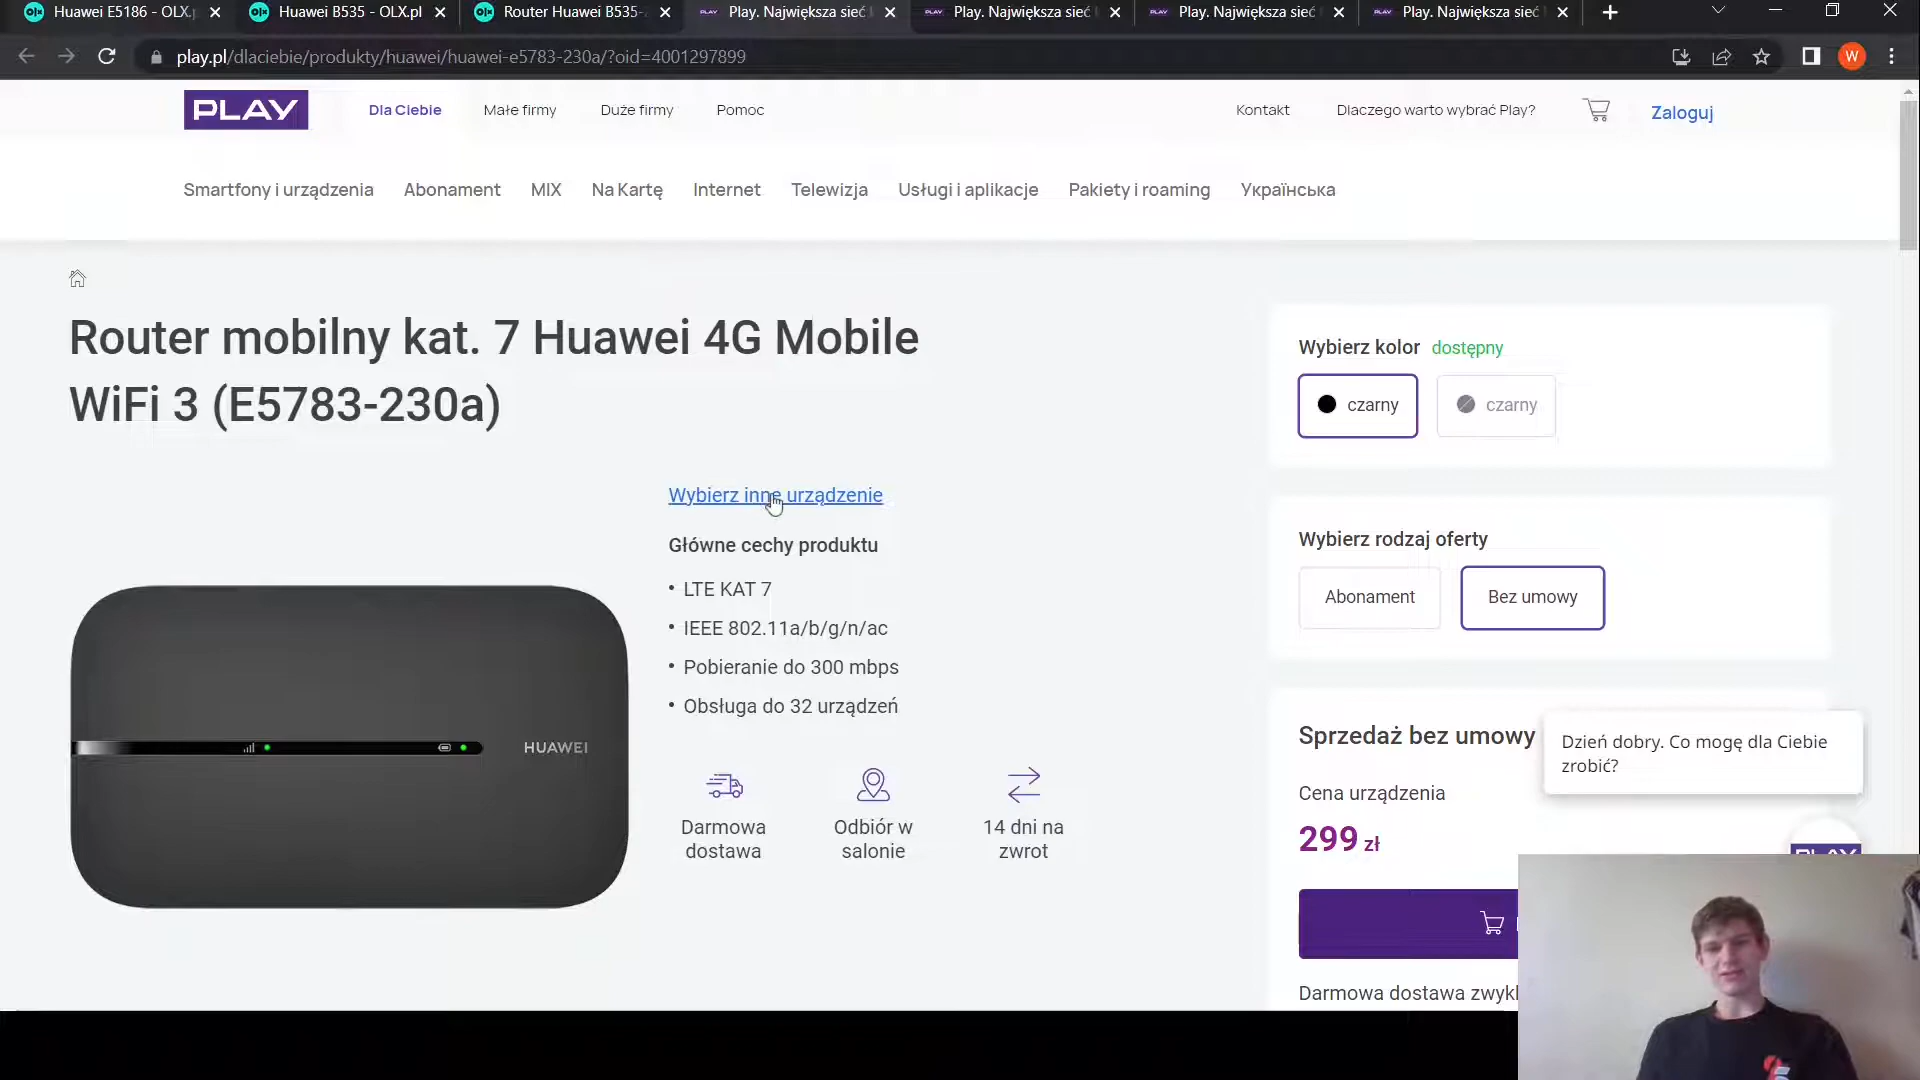 Huawei E5186 - OLX.p
Huawei B535 - OLX.pl
Router Huawei B535-
Play. Największa sieć
Play. Największa sieć
Play. Największa sieć
Play. Największa sieć
play.pl/dlaciebie/produkty/huawei/huawei-e5783-230a/?oid=4001297899
W
PLAY
Dla Ciebie
Małe firmy
Duże firmy
Pomoc
Kontakt
Dlaczego warto wybrać Play?
Zaloguj
Smartfony i urządzenia
Abonament
MIX
Na Kartę
Internet
Telewizja
Usługi i aplikacje
Pakiety i roaming
Українська
Router mobilny kat. 7 Huawei 4G Mobile
WiFi 3 (E5783-230a)
Wybierz inne urządzenie
Główne cechy produktu
• LTE KAT 7
• IEEE 802.11a/b/g/n/ac
• Pobieranie do 300 mbps
• Obsługa do 32 urządzeń
HUAWEI
Darmowa
dostawa
Odbiór w
salonie
14 dni na
zwrot
Wybierz kolor dostępny
czarny
czarny
Wybierz rodzaj oferty
Abonament
Bez umowy
Sprzedaż bez umowy
Cena urządzenia
299 zł
Dzień dobry. Co mogę dla Ciebie
zrobić?
PLAY
Darmowa dostawa zwykł